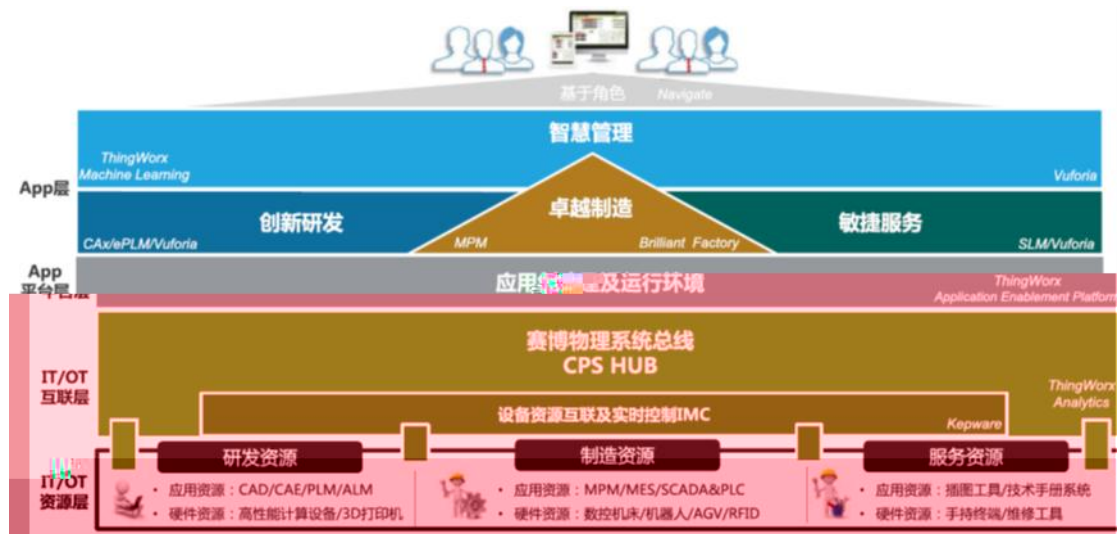 基于角色 Navigate
智慧管理
ThingWorx
Machine Learning
Vuforia
App层
创新研发
卓越制造
敏捷服务
CAx/ePLM/Vuforia
MPM
Brilliant Factory
SLM/Vuforia
App
平台层
应用 及运行环境
ThingWorx
Application Enablement Platform
赛博物理系统总线
CPS HUB
IT/OT
互联层
ThingWorx
Analytics
设备资源互联及实时控制IMC
Kepware
研发资源
制造资源
服务资源
IT/OT
资源层
• 应用资源：CAD/CAE/PLM/ALM
• 硬件资源：高性能计算设备/3D打印机
• 应用资源：MPM/MES/SCADA&PLC
• 硬件资源：数控机床/机器人/AGV/RFID
• 应用资源：插图工具/技术手册系统
• 硬件资源：手持终端/维修工具